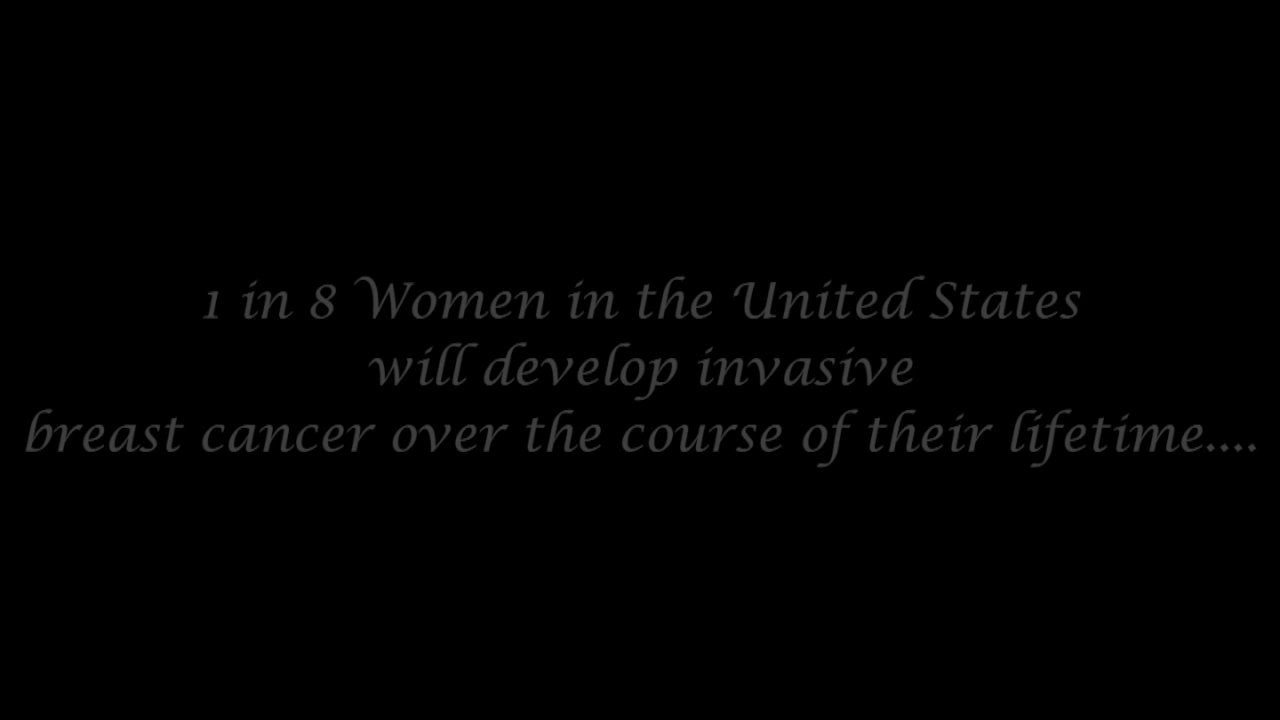 1 in 8 Women in the United States
will develop invasive
breast cancer over the course of their lifetime....